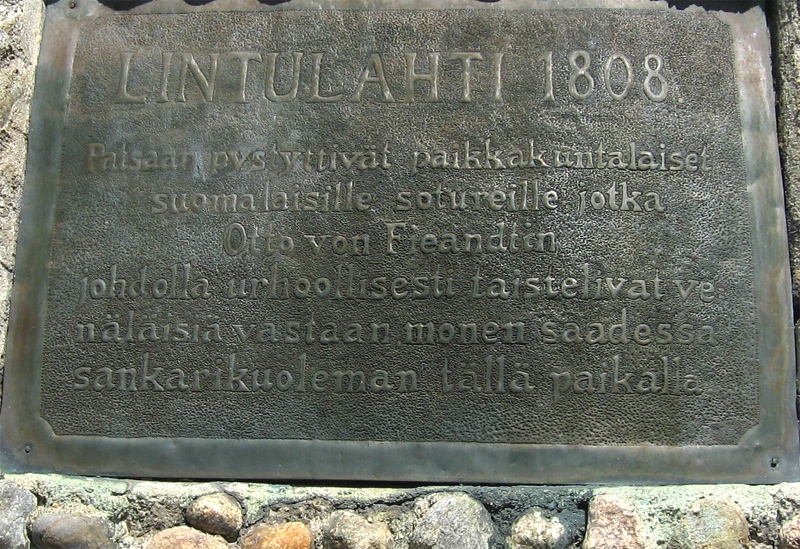 LINTULAHTI 1808.
Patsaan pystyttivät paikkakuntalaiset
suomalaisille sotureille jotka
Otto von Fieandtin
johdolla urhoollisesti taistelivat ve
näläisiä vastaan monen saadessa
sankarikuoleman tällä paikalla